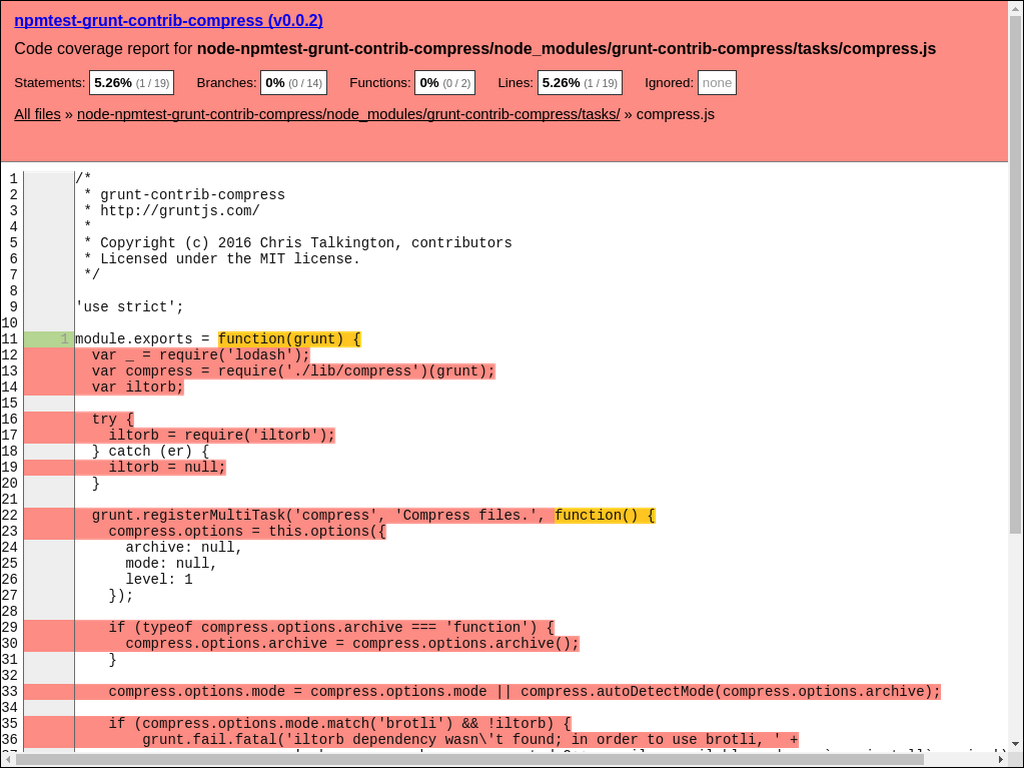 npmtest-grunt-contrib-compress (v0.0.2)
Code coverage report for node-npmtest-grunt-contrib-compress/node_modules/grunt-contrib-compress/tasks/compress.js
Statements: 5.26% (1 / 19) Branches: 0% (0 / 14) Functions: 0% (0 / 2) Lines: 5.26% (1 / 19) Ignored: none
All files » node-npmtest-grunt-contrib-compress/node_modules/grunt-contrib-compress/tasks/ » compress.js
1 /*
2  * grunt-contrib-compress
3  * http://gruntjs.com/
4  *
5  * Copyright (c) 2016 Chris Talkington, contributors
6  * Licensed under the MIT license.
7  */
8
9 'use strict';
10
11 1 module.exports = function(grunt) {
12   var _ = require('lodash');
13   var compress = require('./lib/compress')(grunt);
14   var iltorb;
15
16   try {
17     iltorb = require('iltorb');
18   } catch (er) {
19     iltorb = null;
20   }
21
22   grunt.registerMultiTask('compress', 'Compress files.', function() {
23     compress.options = this.options({
24       archive: null,
25       mode: null,
26       level: 1
27     });
28
29     if (typeof compress.options.archive === 'function') {
30       compress.options.archive = compress.options.archive();
31     }
32
33     compress.options.mode = compress.options.mode || compress.autoDetectMode(compress.options.archive);
34
35     if (compress.options.mode.match('brotli') && !iltorb) {
36         grunt.fail.fatal('iltorb dependency wasn\'t found; in order to use brotli, ' +